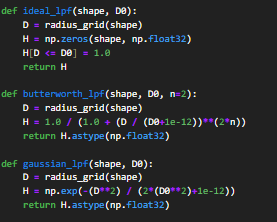 def ideal_lpf(shape, D0):
    D = radius_grid(shape)
    H = np.zeros(shape, np.float32)
    H[D <= D0] = 1.0
    return H

def butterworth_lpf(shape, D0, n=2):
    D = radius_grid(shape)
    H = 1.0 / (1.0 + (D / (D0+1e-12))**(2*n))
    return H.astype(np.float32)

def gaussian_lpf(shape, D0):
    D = radius_grid(shape)
    H = np.exp(-(D**2) / (2*(D0**2)+1e-12))
    return H.astype(np.float32)